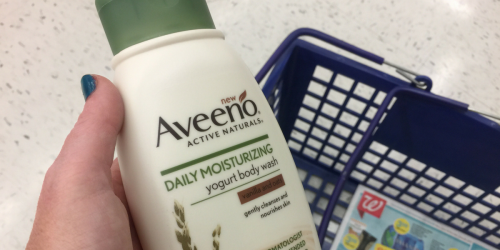 new
Aveeno
ACTIVE NATURALS
DAILY MOISTURIZING
yogurt body wash
gently cleanses and
nourishes skin
W